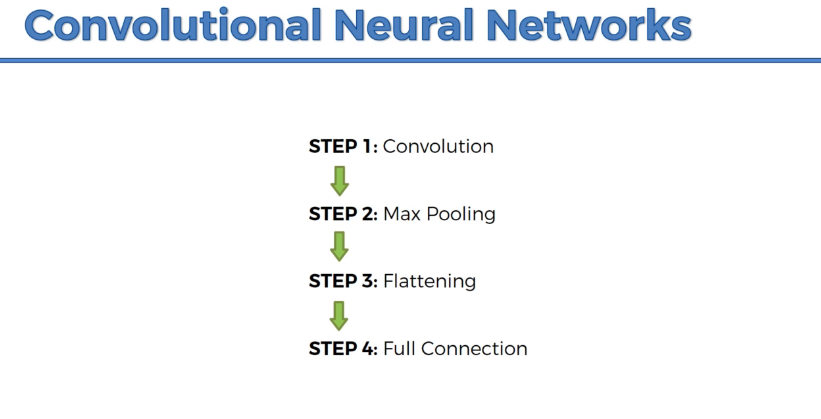 Convolutional Neural Networks
STEP 1: Convolution
STEP 2: Max Pooling
STEP 3: Flattening
STEP 4: Full Connection